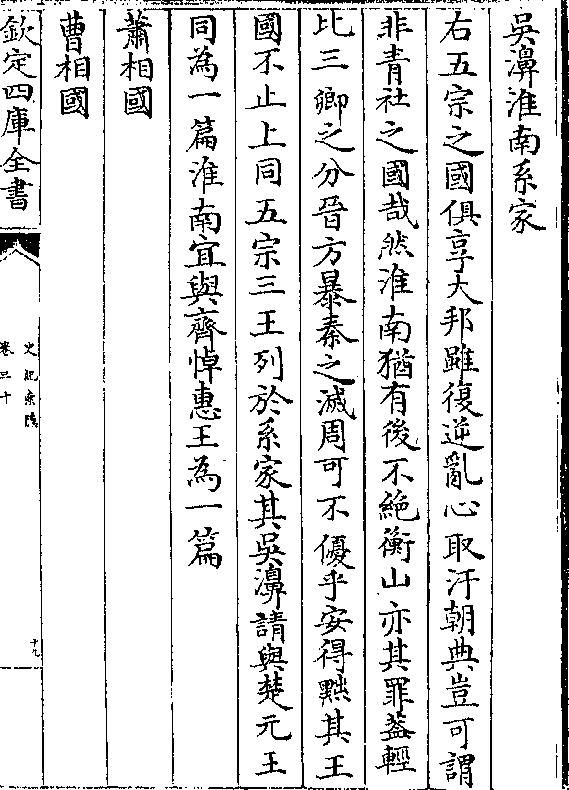 吳濞淮南系家
右五宗之國俱享大邦雖復逆亂心取汙朝典豈可謂
非青社之國哉然淮南猶有後不絶衡山亦其罪葢輕
比三卿之分晉方暴秦之滅周可不優乎安得黜其王
國不止上同五宗三王列於系家其吳濞請與楚元王
同為一篇淮南宜與齊悼惠王為一篇
蕭相國
曹相國
欽定四庫全書
史記索隱
卷三十
十九